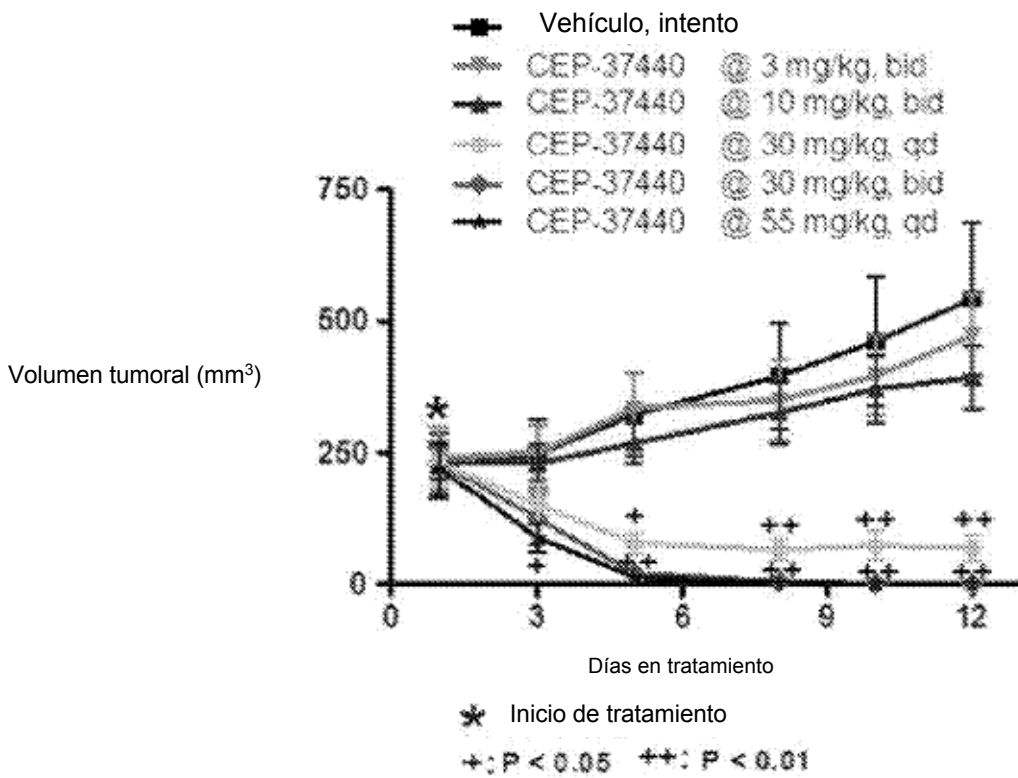 Vehículo, intento
CEP-37440 @ 3 mg/kg, bid
CEP-37440 @ 10 mg/kg, bid
CEP-37440 @ 30 mg/kg, qd
CEP-37440 @ 30 mg/kg, bid
CEP-37440 @ 55 mg/kg, qd
750
500
Volumen tumoral (mm³)
*
250
+ ++ ++ ++
+ ++ ++ ++ ++
0
0 3 6 9 12
Días en tratamiento
* Inicio de tratamiento
+: P < 0.05 ++: P < 0.01